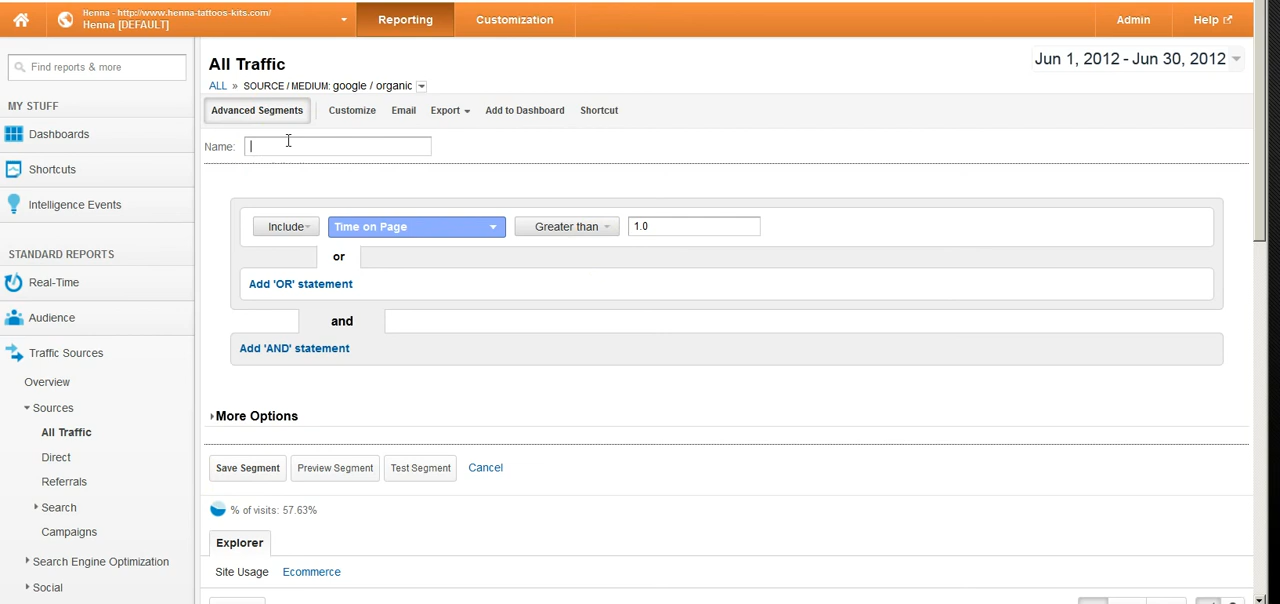 Henna - http://www.henna-tattoos-kits.com/
Henna [DEFAULT]
Reporting
Customization
Admin
Help
Find reports & more
MY STUFF
Dashboards
Shortcuts
Intelligence Events
STANDARD REPORTS
Real-Time
Audience
Traffic Sources
Overview
Sources
All Traffic
Direct
Referrals
Search
Campaigns
Search Engine Optimization
Social
All Traffic
Jun 1, 2012 - Jun 30, 2012
ALL » SOURCE / MEDIUM: google / organic
Advanced Segments Customize Email Export Add to Dashboard Shortcut
Name:
Include Time on Page Greater than 1.0
or
Add 'OR' statement
and
Add 'AND' statement
More Options
Save Segment Preview Segment Test Segment Cancel
% of visits: 57.63%
Explorer
Site Usage Ecommerce